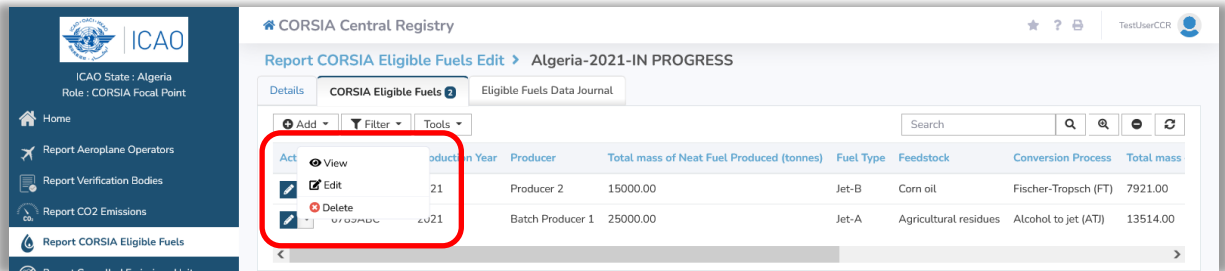 ICAO
ICAO State : Algeria
Role : CORSIA Focal Point
Home
Report Aeroplane Operators
Report Verification Bodies
Report CO2 Emissions
Report CORSIA Eligible Fuels
CORSIA Central Registry
TestUserCCR
Report CORSIA Eligible Fuels Edit > Algeria-2021-IN PROGRESS
Details CORSIA Eligible Fuels 2 Eligible Fuels Data Journal
Add Filter Tools Search
Act oduction Year Producer Total mass of Neat Fuel Produced (tonnes) Fuel Type Feedstock Conversion Process Total mass
View
Edit
Delete
21 Producer 2 15000.00 Jet-B Corn oil Fischer-Tropsch (FT) 7921.00
6789ABC 2021 Batch Producer 1 25000.00 Jet-A Agricultural residues Alcohol to jet (ATJ) 13514.00